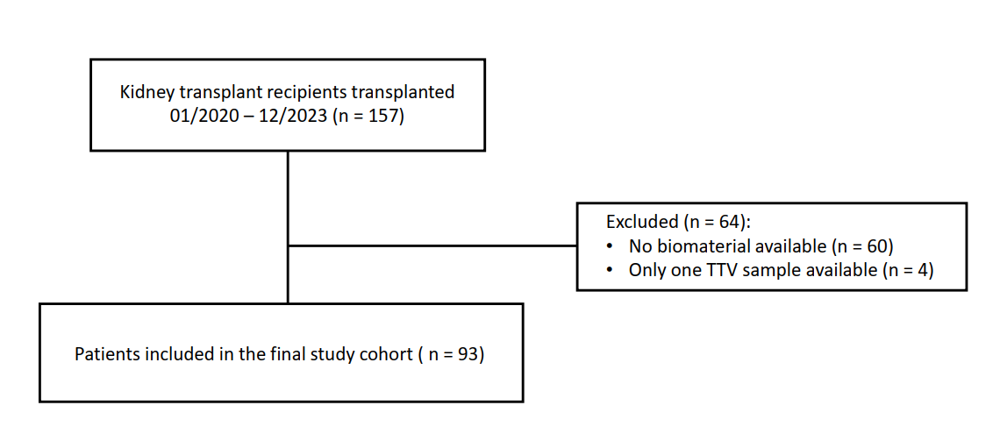 Kidney transplant recipients transplanted
01/2020 – 12/2023 (n = 157)
Excluded (n = 64):
• No biomaterial available (n = 60)
• Only one TTV sample available (n = 4)
Patients included in the final study cohort ( n = 93)